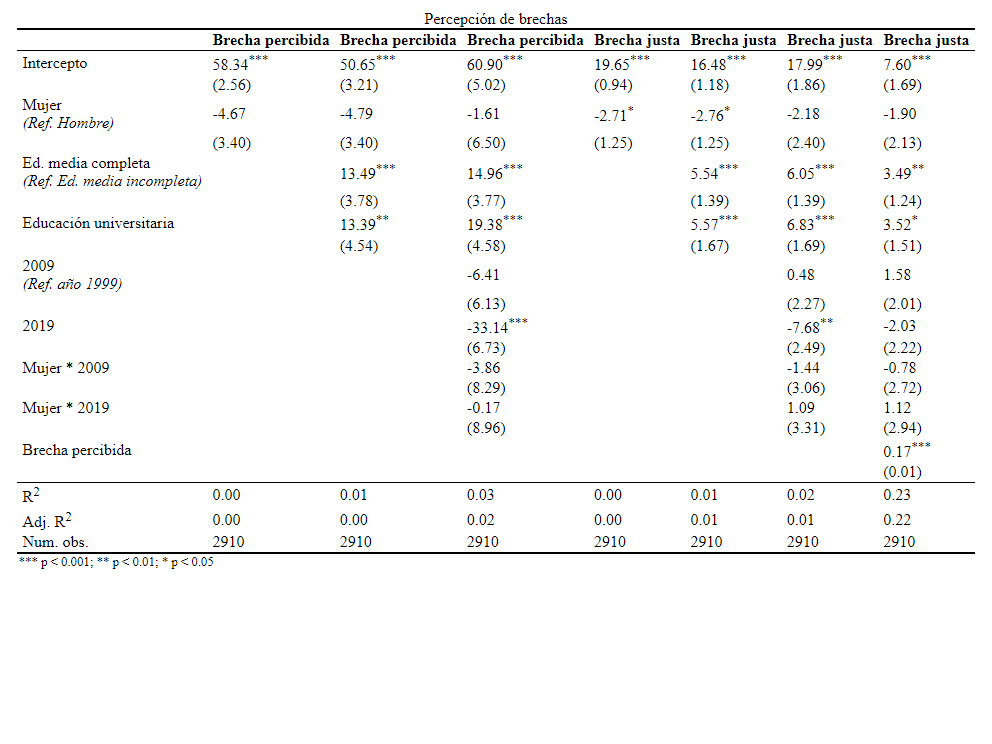 Percepción de brechas
Brecha percibida Brecha percibida Brecha percibida Brecha justa Brecha justa Brecha justa Brecha justa
Intercepto 58.34*** 50.65*** 60.90*** 19.65*** 16.48*** 17.99*** 7.60***
(2.56) (3.21) (5.02) (0.94) (1.18) (1.86) (1.69)
Mujer
(Ref. Hombre) -4.67 -4.79 -1.61 -2.71* -2.76* -2.18 -1.90
(3.40) (3.40) (6.50) (1.25) (1.25) (2.40) (2.13)
Ed. media completa
(Ref. Ed. media incompleta) 13.49*** 14.96*** 5.54*** 6.05*** 3.49**
(3.78) (3.77) (1.39) (1.39) (1.24)
Educación universitaria 13.39** 19.38*** 5.57*** 6.83*** 3.52*
(4.54) (4.58) (1.67) (1.69) (1.51)
2009
(Ref. año 1999) -6.41 0.48 1.58
(6.13) (2.27) (2.01)
2019 -33.14*** -7.68** -2.03
(6.73) (2.49) (2.22)
Mujer * 2009 -3.86 -1.44 -0.78
(8.29) (3.06) (2.72)
Mujer * 2019 -0.17 1.09 1.12
(8.96) (3.31) (2.94)
Brecha percibida 0.17***
(0.01)
R2 0.00 0.01 0.03 0.00 0.01 0.02 0.23
Adj. R2 0.00 0.00 0.02 0.00 0.01 0.01 0.22
Num. obs. 2910 2910 2910 2910 2910 2910 2910
*** p < 0.001; ** p < 0.01; * p < 0.05